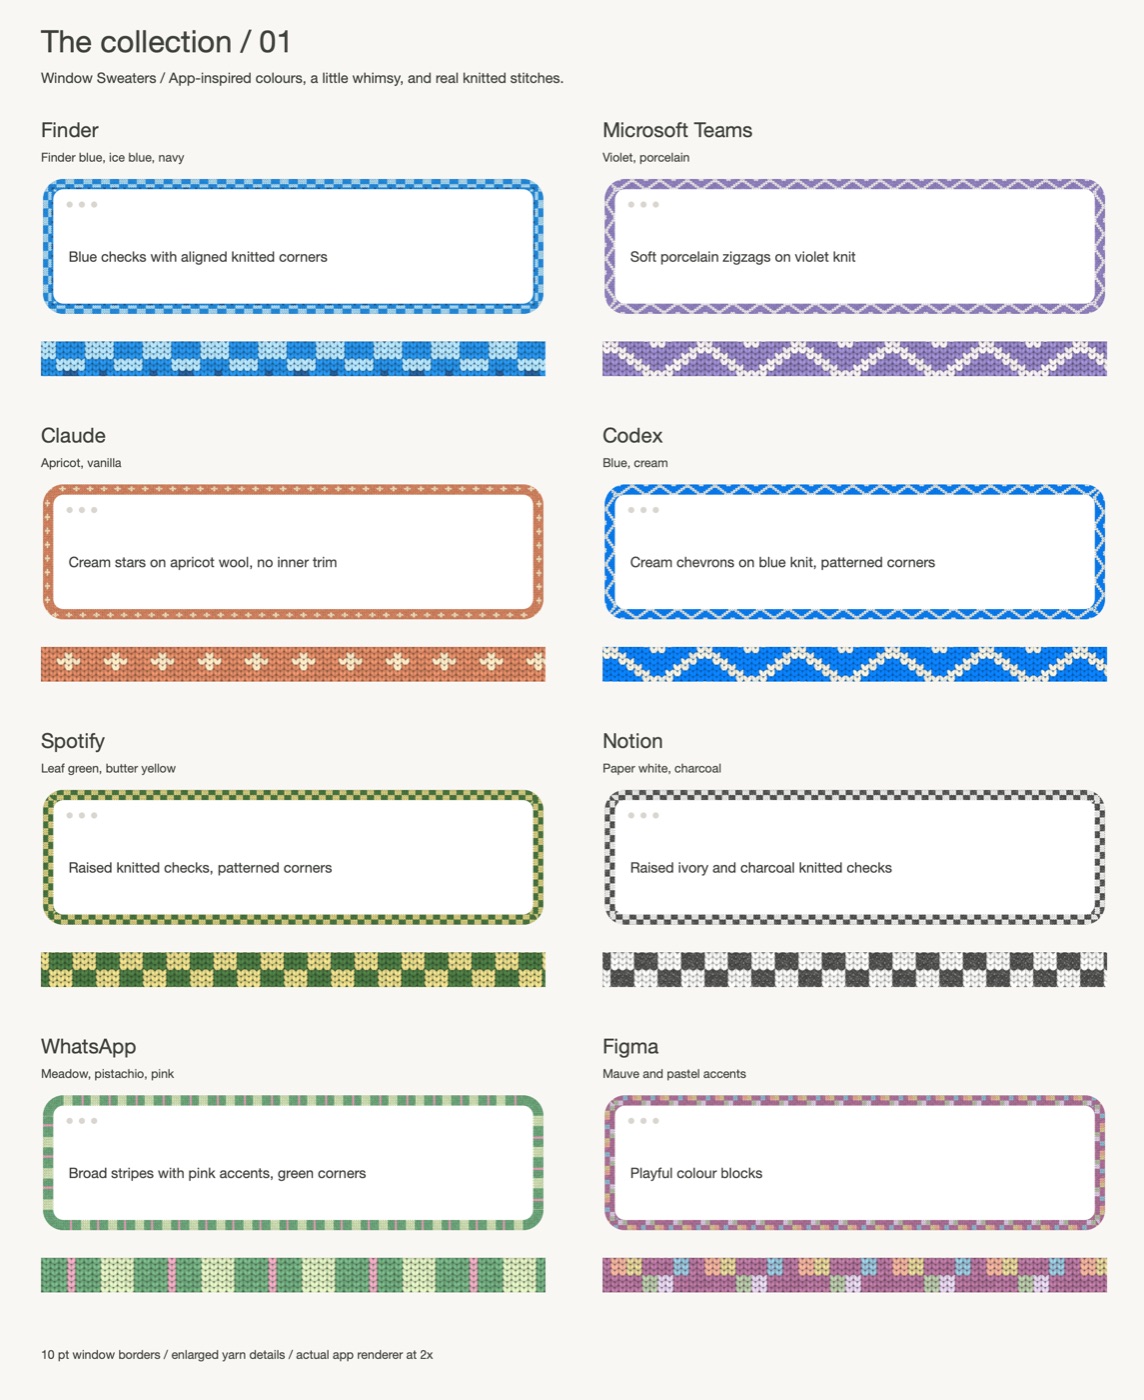 The collection / 01
Window Sweaters / App-inspired colours, a little whimsy, and real knitted stitches.
Finder
Finder blue, ice blue, navy
Blue checks with aligned knitted corners
Microsoft Teams
Violet, porcelain
Soft porcelain zigzags on violet knit
Claude
Apricot, vanilla
Cream stars on apricot wool, no inner trim
Codex
Blue, cream
Cream chevrons on blue knit, patterned corners
Spotify
Leaf green, butter yellow
Raised knitted checks, patterned corners
Notion
Paper white, charcoal
Raised ivory and charcoal knitted checks
WhatsApp
Meadow, pistachio, pink
Broad stripes with pink accents, green corners
Figma
Mauve and pastel accents
Playful colour blocks
10 pt window borders / enlarged yarn details / actual app renderer at 2x